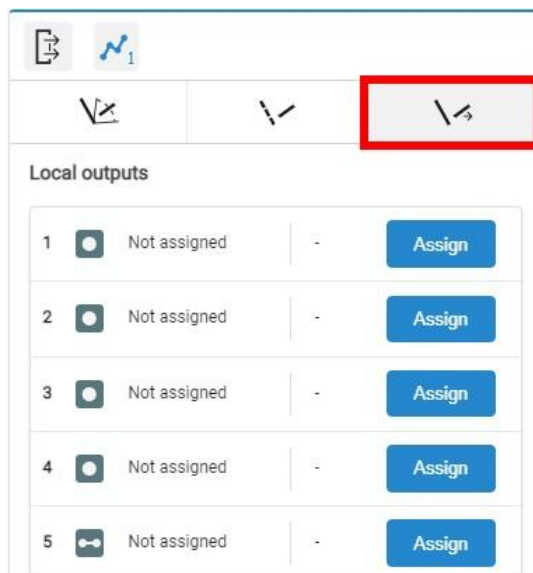 1
Local outputs
1 Not assigned - Assign
2 Not assigned - Assign
3 Not assigned - Assign
4 Not assigned - Assign
5 Not assigned - Assign